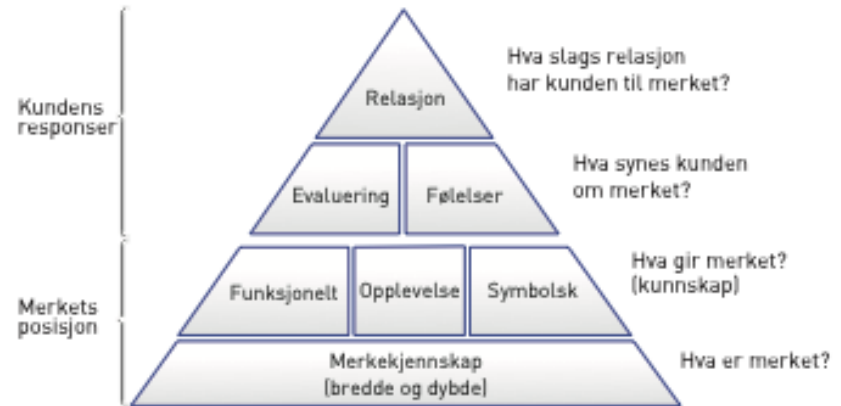 Hva slags relasjon
har kunden til merket?
Relasjon
Kundens
responser
Hva synes kunden
om merket?
Evaluering
Følelser
Hva gir merket?
(kunnskap)
Funksjonelt
Opplevelse
Symbolsk
Merkets
posisjon
Merkekjennskap
(bredde og dybde)
Hva er merket?